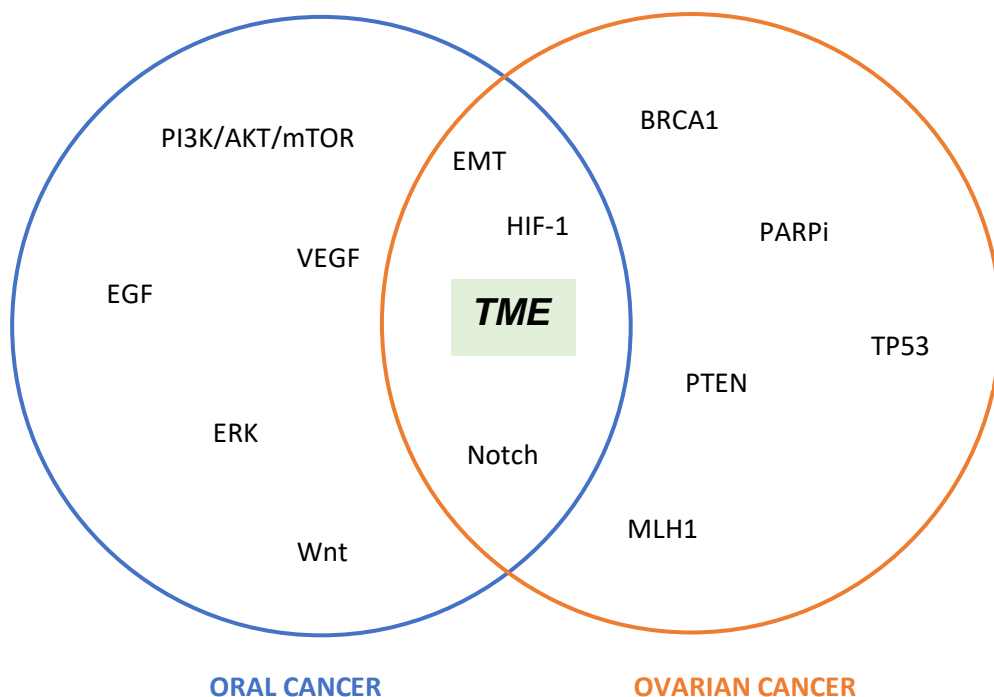 PI3K/AKT/mTOR
VEGF
EGF
ERK
Wnt
EMT
HIF-1
TME
Notch
BRCA1
PARPi
TP53
PTEN
MLH1
ORAL CANCER
OVARIAN CANCER